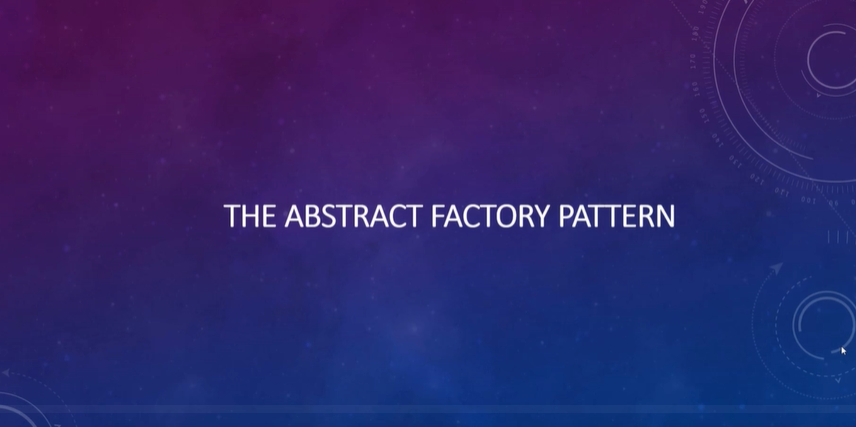 THE ABSTRACT FACTORY PATTERN